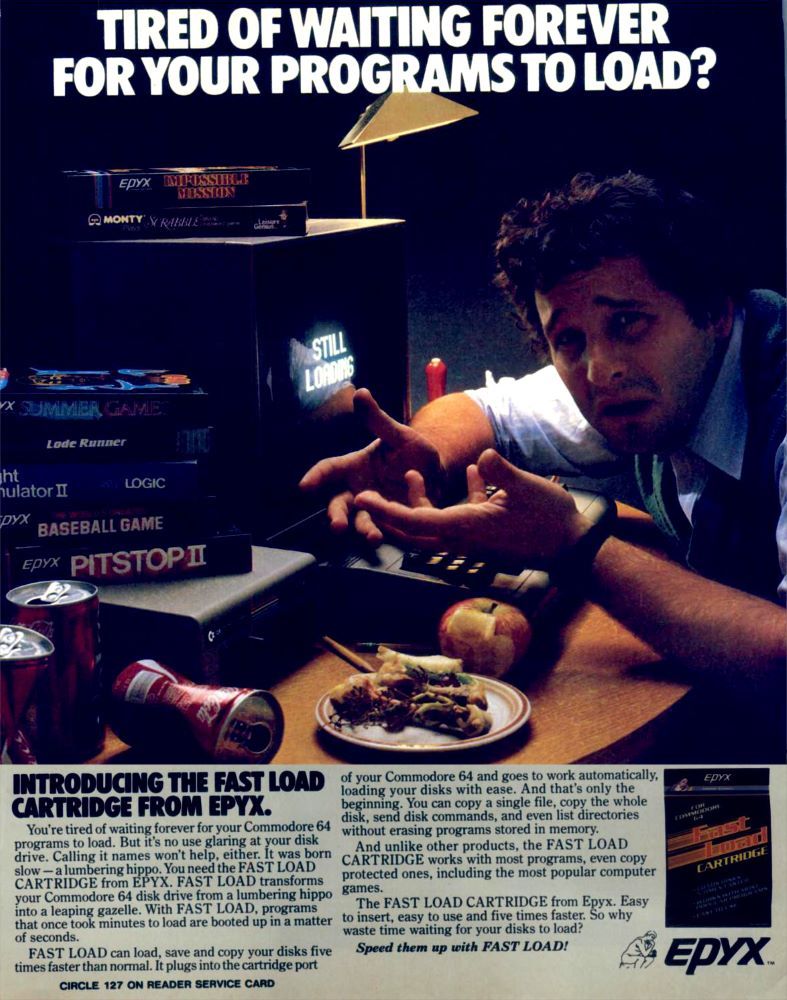 TIRED OF WAITING FOREVER
FOR YOUR PROGRAMS TO LOAD?
EPYX IMPOSSIBLE
MISSION
MONTY Plays SCRABBLE Leisure
Genius
STILL
LOADING
YX SUMMER GAMES
Lode Runner
ht
nulator II LOGIC
EPYX BASEBALL GAME
EPYX PITSTOP II
INTRODUCING THE FAST LOAD
CARTRIDGE FROM EPYX.
You're tired of waiting forever for your Commodore 64
programs to load. But it's no use glaring at your disk
drive. Calling it names won't help, either. It was born
slow — a lumbering hippo. You need the FAST LOAD
CARTRIDGE from EPYX. FAST LOAD transforms
your Commodore 64 disk drive from a lumbering hippo
into a leaping gazelle. With FAST LOAD, programs
that once took minutes to load are booted up in a matter
of seconds.
FAST LOAD can load, save and copy your disks five
times faster than normal. It plugs into the cartridge port
of your Commodore 64 and goes to work automatically,
loading your disks with ease. And that's only the
beginning. You can copy a single file, copy the whole
disk, send disk commands, and even list directories
without erasing programs stored in memory.
And unlike other products, the FAST LOAD
CARTRIDGE works with most programs, even copy
protected ones, including the most popular computer
games.
The FAST LOAD CARTRIDGE from Epyx. Easy
to insert, easy to use and five times faster. So why
waste time waiting for your disks to load?
Speed them up with FAST LOAD!
EPYX
FOR
COMMODORE
64
Fast
Load
CARTRIDGE
EPYX™
CIRCLE 127 ON READER SERVICE CARD